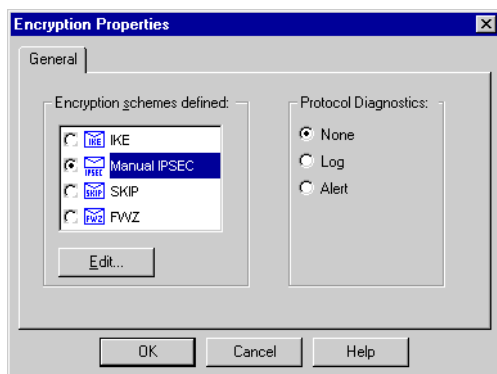 Encryption Properties
General
Encryption schemes defined:
IKE IKE
IPSEC Manual IPSEC
SKIP SKIP
FWZ FWZ
Edit...
Protocol Diagnostics:
None
Log
Alert
OK Cancel Help